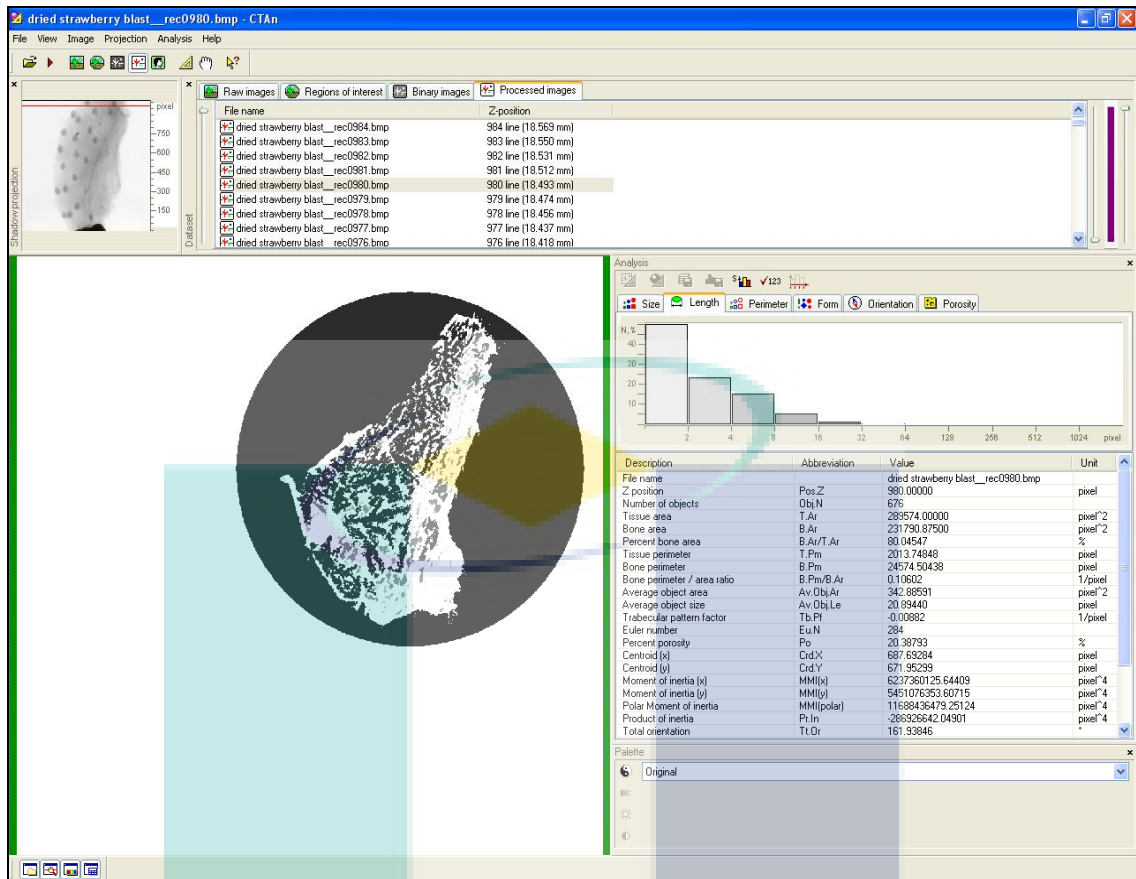 dried strawberry blast__rec0980.bmp - CTAn
File View Image Projection Analysis Help
Shadow projection
pixel
750
600
450
300
150
Dataset
Raw images Regions of interest Binary images Processed images
File name Z-position
dried strawberry blast__rec0984.bmp 984 line (18.569 mm)
dried strawberry blast__rec0983.bmp 983 line (18.550 mm)
dried strawberry blast__rec0982.bmp 982 line (18.531 mm)
dried strawberry blast__rec0981.bmp 981 line (18.512 mm)
dried strawberry blast__rec0980.bmp 980 line (18.493 mm)
dried strawberry blast__rec0979.bmp 979 line (18.474 mm)
dried strawberry blast__rec0978.bmp 978 line (18.456 mm)
dried strawberry blast__rec0977.bmp 977 line (18.437 mm)
dried strawberry blast__rec0976.bmp 976 line (18.418 mm)
Analysis
123
Size Length Perimeter Form Orientation Porosity
N, %
40
30
20
10
2 4 8 16 32 64 128 256 512 1024 pixel
Description Abbreviation Value Unit
File name dried strawberry blast__rec0980.bmp
Z position Pos.Z 980.00000 pixel
Number of objects Obj.N 676
Tissue area T.Ar 289574.00000 pixel^2
Bone area B.Ar 231790.87500 pixel^2
Percent bone area B.Ar/T.Ar 80.04547 %
Tissue perimeter T.Pm 2013.74848 pixel
Bone perimeter B.Pm 24574.50438 pixel
Bone perimeter / area ratio B.Pm/B.Ar 0.10602 1/pixel
Average object area Av.Obj.Ar 342.88591 pixel^2
Average object size Av.Obj.Le 20.89440 pixel
Trabecular pattern factor Tb.Pf -0.00882 1/pixel
Euler number Eu.N 284
Percent porosity Po 20.38793 %
Centroid (x) Crd.X 687.69284 pixel
Centroid (y) Crd.Y 671.95299 pixel
Moment of inertia (x) MMI(x) 6237360125.64409 pixel^4
Moment of inertia (y) MMI(y) 5451076353.60715 pixel^4
Polar Moment of inertia MMI(polar) 11688436479.25124 pixel^4
Product of inertia Pr.In -286926642.04901 pixel^4
Total orientation Tt.Or 161.93846 °
Palette
Original